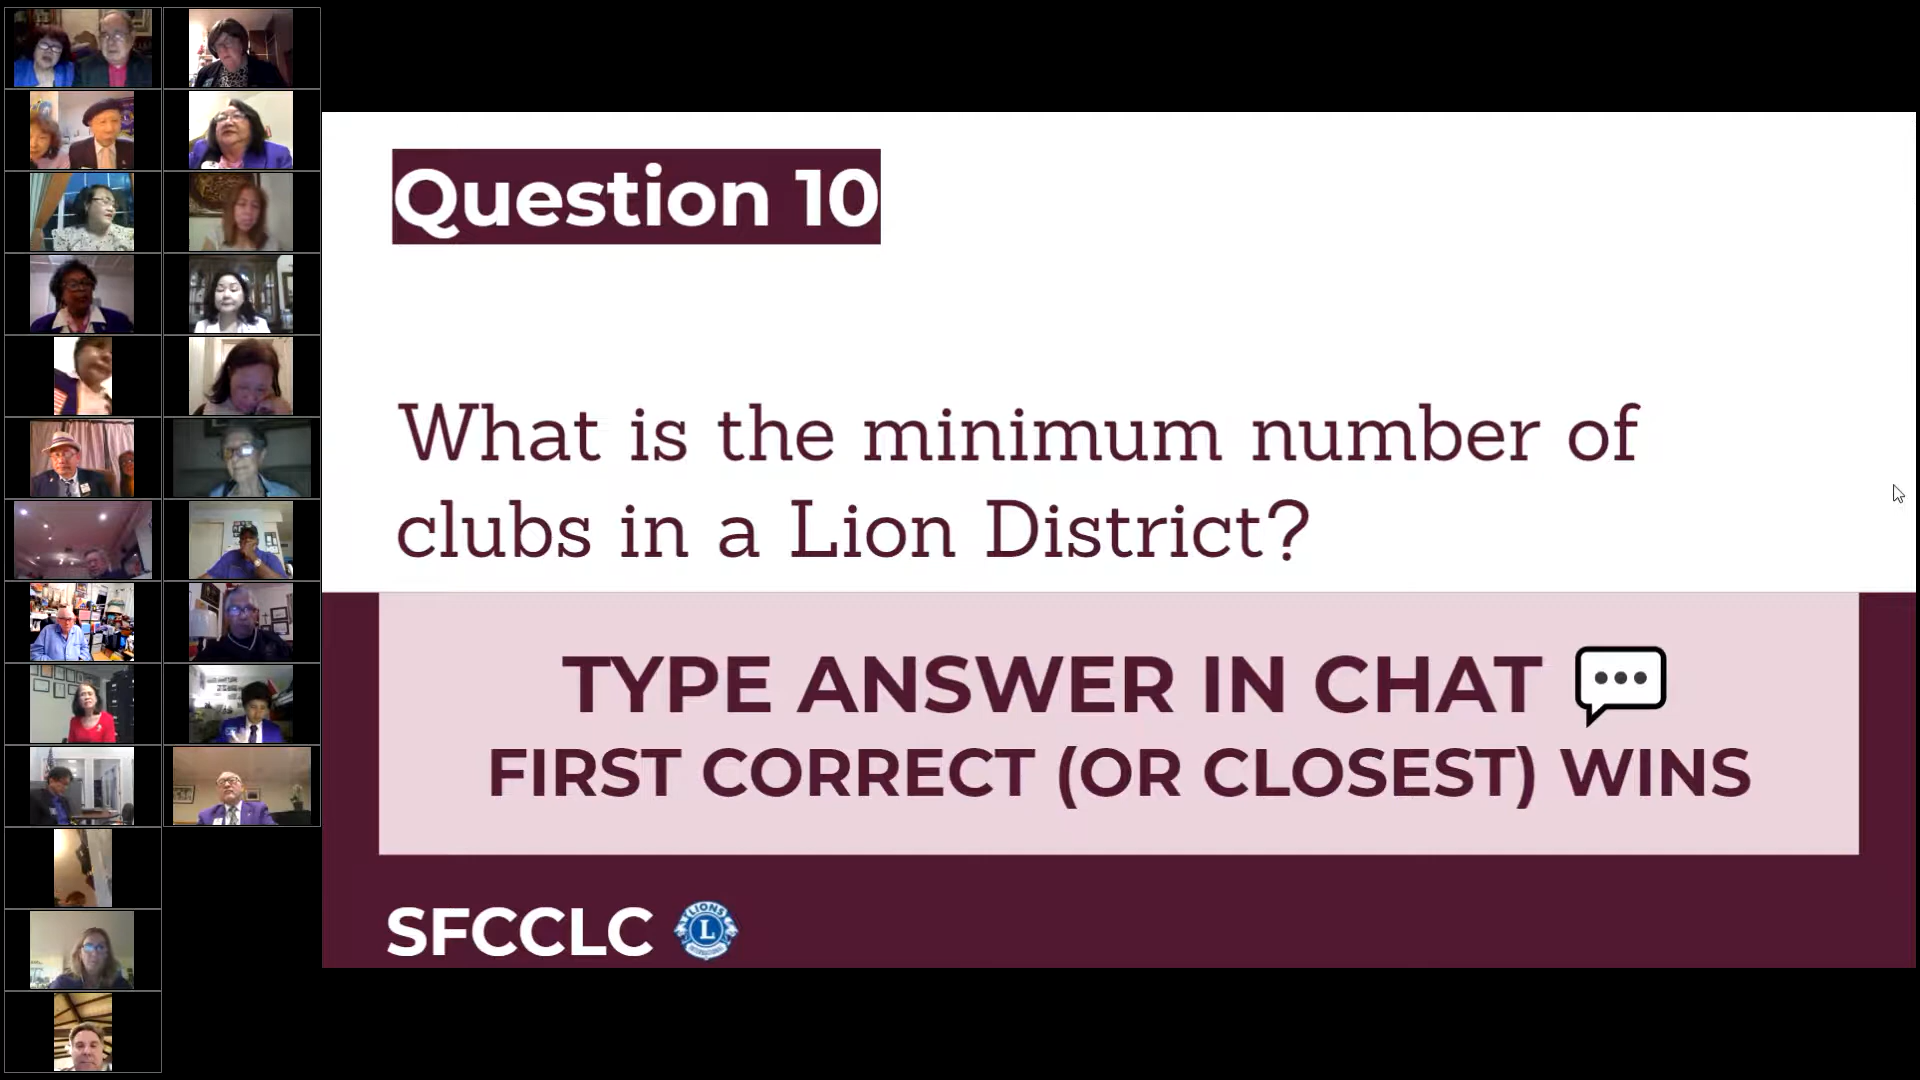 Question 10
What is the minimum number of
clubs in a Lion District?
TYPE ANSWER IN CHAT
FIRST CORRECT (OR CLOSEST) WINS
SFCCLC
LIONS
L
INTERNATIONAL